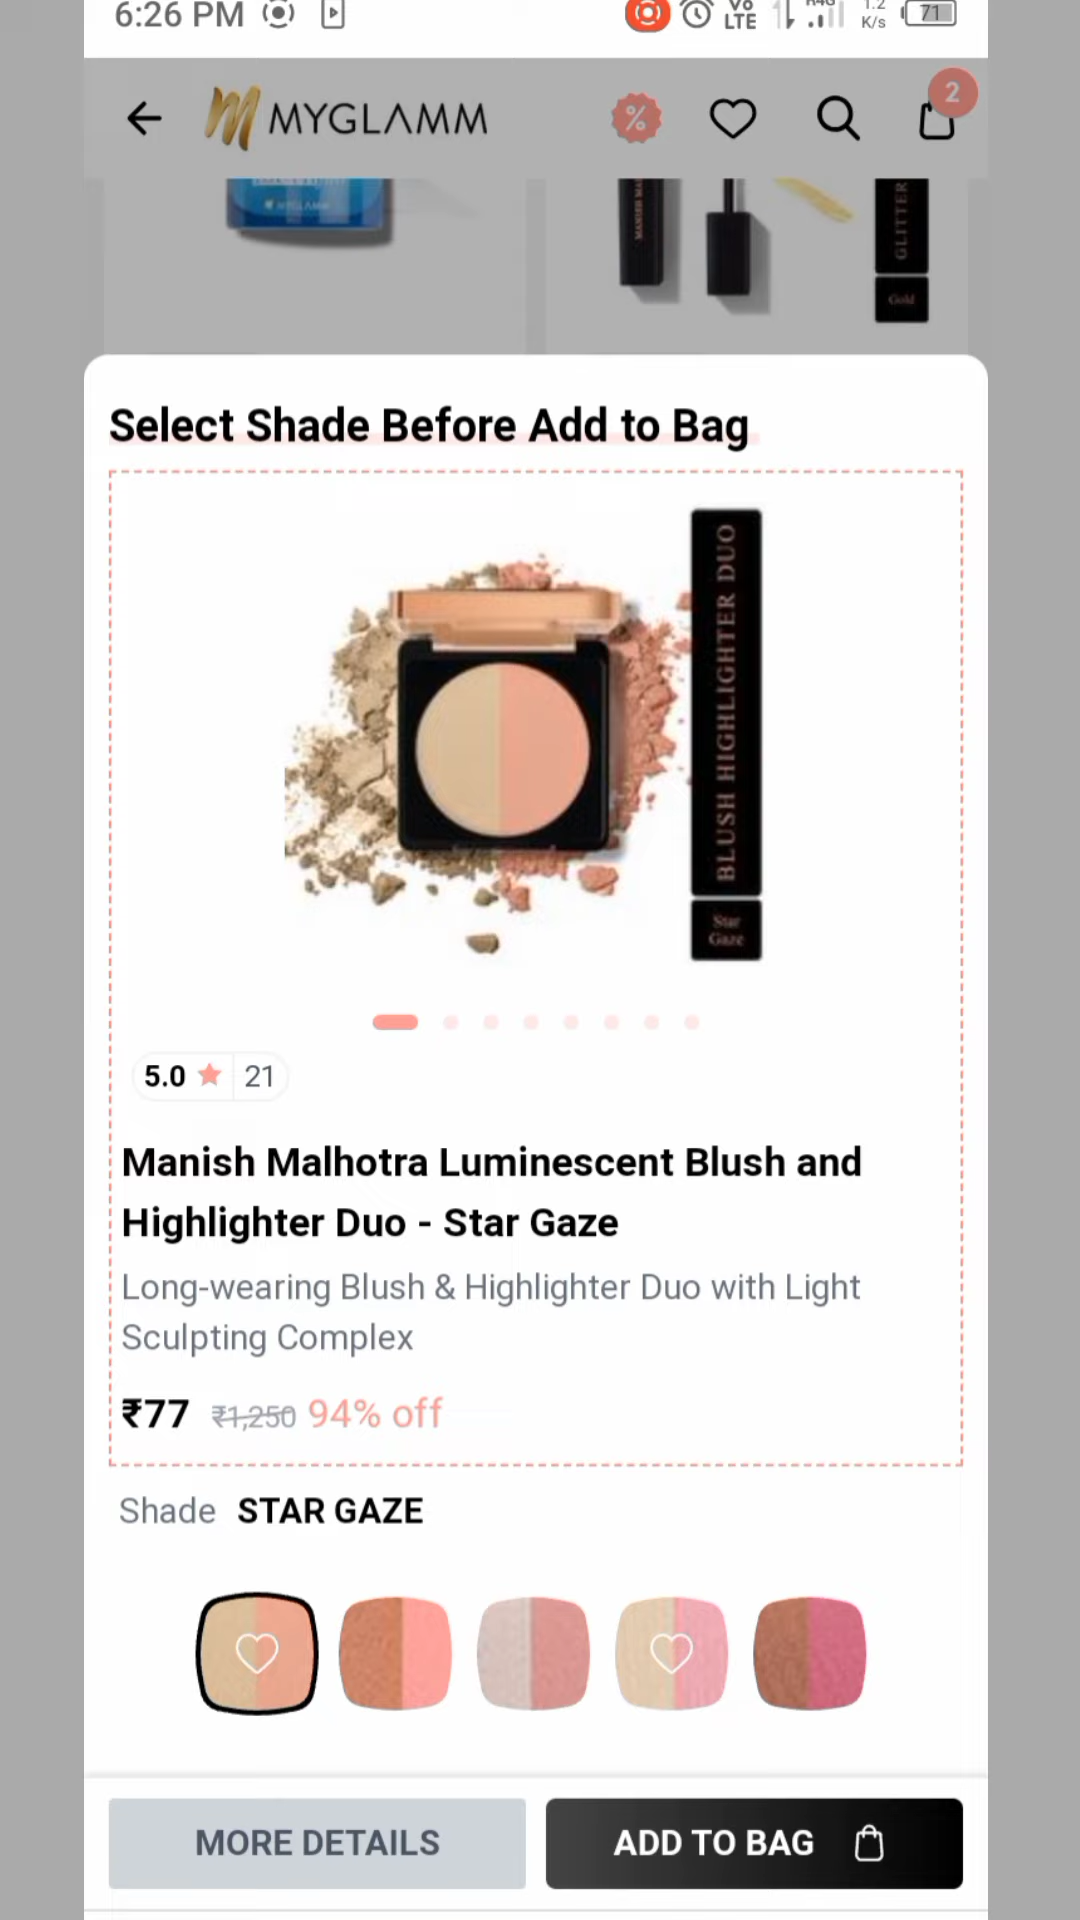 6:26 PM
Vo
LTE
1.2
K/s
71
MYGLAMM
%
2
MYGLAMM
GLITTER
Gold
Select Shade Before Add to Bag
BLUSH HIGHLIGHTER DUO
Star
Gaze
5.0
21
Manish Malhotra Luminescent Blush and
Highlighter Duo - Star Gaze
Long-wearing Blush & Highlighter Duo with Light
Sculpting Complex
₹77 ₹1,250 94% off
Shade STAR GAZE
MORE DETAILS
ADD TO BAG